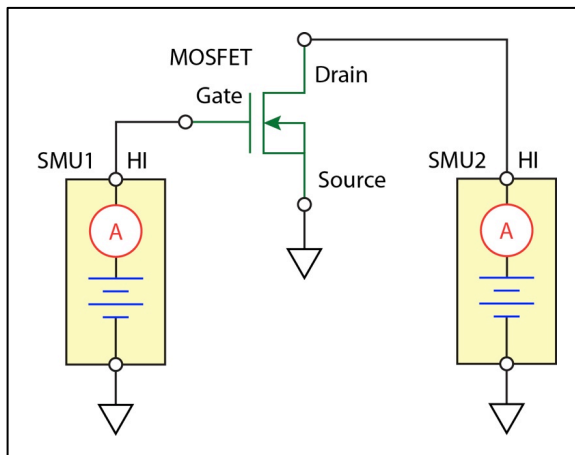 MOSFET
Drain
Gate
SMU1 HI
SMU2 HI
Source
A
A